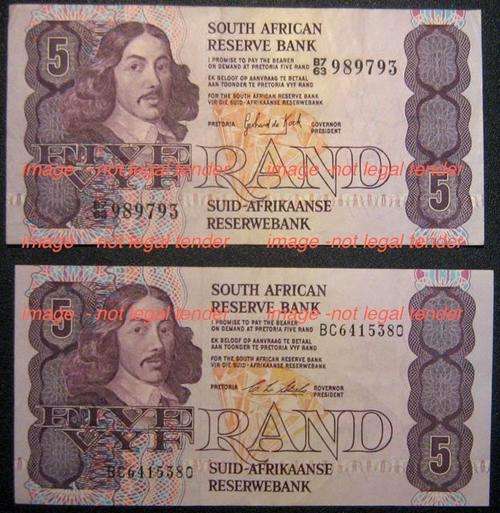 5
SOUTH AFRICAN
RESERVE BANK
I PROMISE TO PAY THE BEARER
ON DEMAND AT PRETORIA FIVE RAND
B7
63 989793
EK BELOOF OP AANVRAAG TE BETAAL
AAN TOONDER TE PRETORIA VYF RAND
FOR THE SOUTH AFRICAN RESERVE BANK
VIR DIE SUID-AFRIKAANSE RESERWEBANK
PRETORIA Gerhard de Kock GOVERNOR
PRESIDENT
FIVE RAND
VYF
image -not legal tender image -not legal tender
B7
63 989793
5
SUID-AFRIKAANSE
RESERWEBANK
image -not legal tender image -not legal tender
5
SOUTH AFRICAN
RESERVE BANK
image -not legal tender image -not legal tender
I PROMISE TO PAY THE BEARER
ON DEMAND AT PRETORIA FIVE RAND
BC6415380
EK BELOOF OP AANVRAAG TE BETAAL
AAN TOONDER TE PRETORIA VYF RAND
FOR THE SOUTH AFRICAN RESERVE BANK
VIR DIE SUID-AFRIKAANSE RESERWEBANK
PRETORIA GOVERNOR
PRESIDENT
FIVE RAND
VYF
image -not legal tender image -not legal tender
BC6415380
5
SUID-AFRIKAANSE
RESERWEBANK